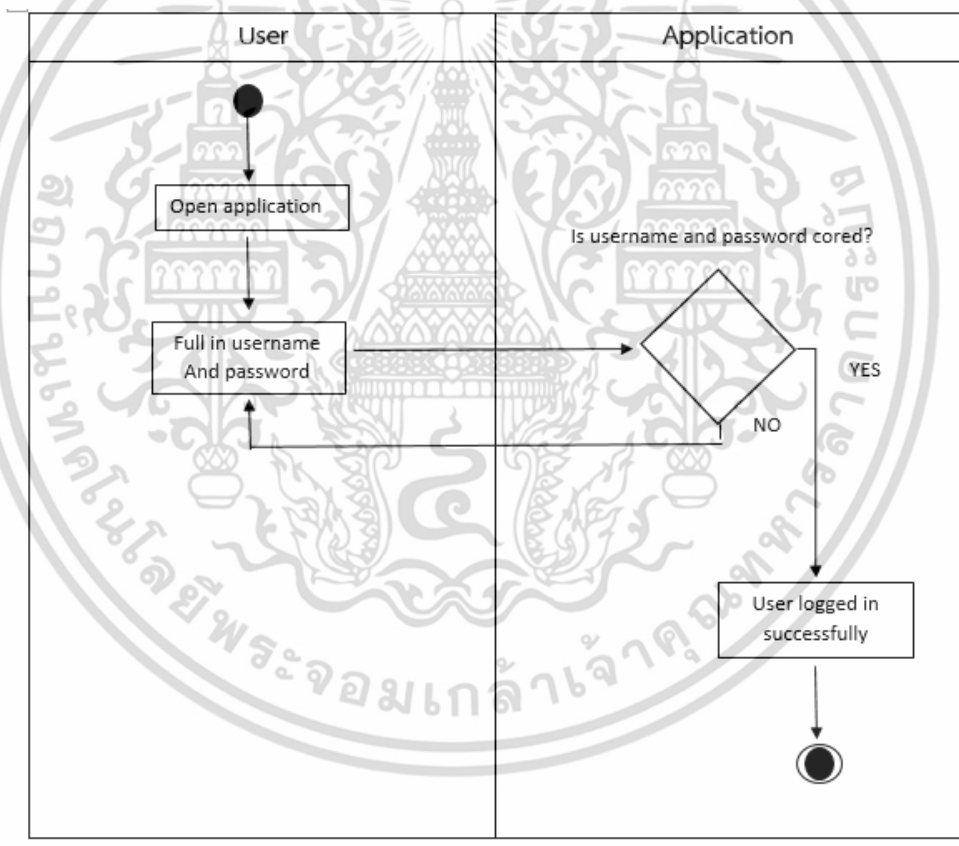 User
Application
Open application
Is username and password cored?
Full in username
And password
YES
NO
User logged in
successfully